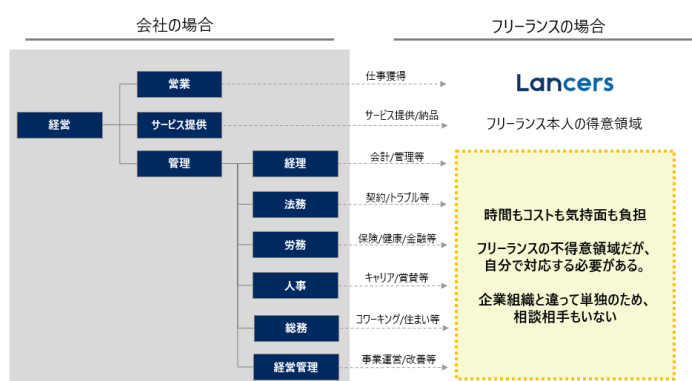 会社の場合
フリーランスの場合
営業
仕事獲得
Lancers
経営
サービス提供
サービス提供/納品
フリーランス本人の得意領域
管理
経理
会計/管理等
法務
契約/トラブル等
労務
保険/健康/金融等
人事
キャリア/賞賛等
総務
コワーキング/住まい等
経営管理
事業運営/改善等
時間もコストも気持面も負担
フリーランスの不得意領域だが、
自分で対応する必要がある。
企業組織と違って単独のため、
相談相手もいない